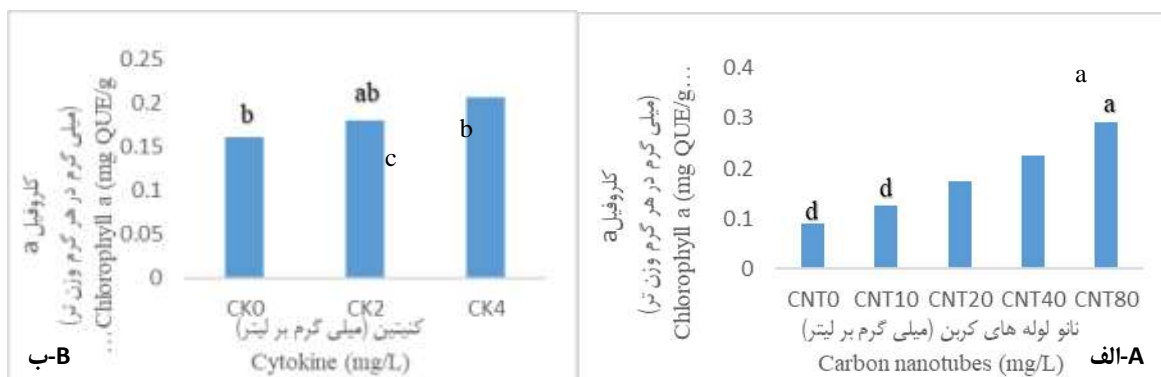 0.25
0.2
0.15
0.1
0.05
0
b
ab
b
c
CK0
CK2
CK4
کلروفیل a
(میلی گرم در هر گرم وزن تر)
Chlorophyll a (mg QUE/g …
کنیتین (میلی گرم بر لیتر)
Cytokine (mg/L)
B-ب
0.4
0.3
0.2
0.1
0
a
a
d
d
CNT0
CNT10
CNT20
CNT40
CNT80
کلروفیل a
(میلی گرم در هر گرم وزن تر)
Chlorophyll a (mg QUE/g…
نانو لوله های کربن (میلی گرم بر لیتر)
Carbon nanotubes (mg/L)
A-الف